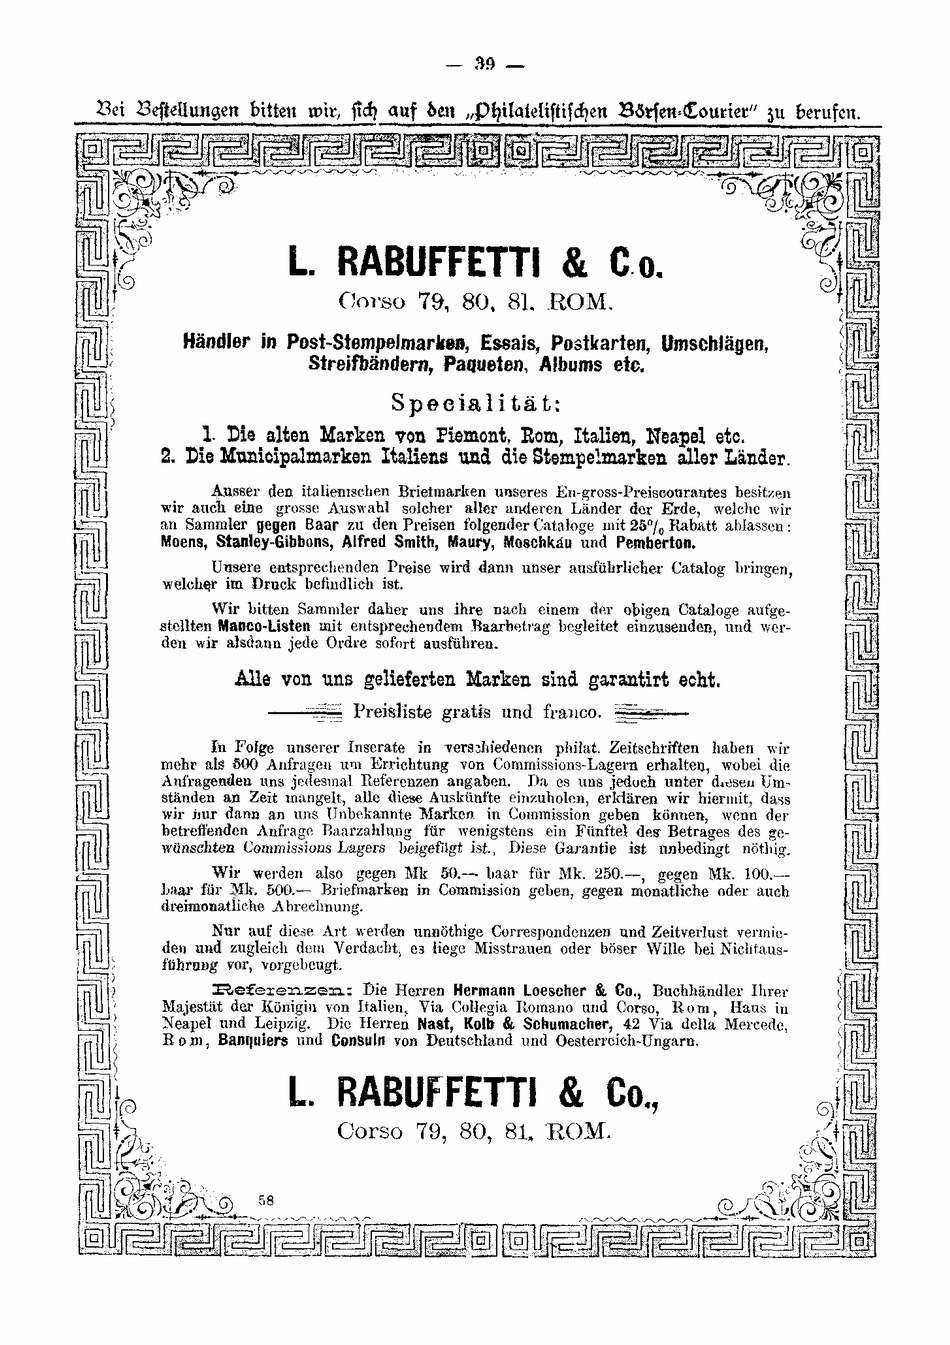 — 39 —
Bei Bestellungen bitten wir, sich auf den „Philatelistischen Börsen-Courier" zu berufen.
L. RABUFFETTI & Co.
Corso 79, 80, 81. ROM.
Händler in Post-Stempelmarken, Essais, Postkarten, Umschlägen,
Streifbändern, Paqueten, Albums etc.
Specialität:
1. Die alten Marken von Piemont, Rom, Italien, Neapel etc.
2. Die Municipalmarken Italiens und die Stempelmarken aller Länder.
Ausser den italienischen Briefmarken unseres En-gross-Preiscourantes besitzen
wir auch eine grosse Auswahl solcher aller anderen Länder der Erde, welche wir
an Sammler gegen Baar zu den Preisen folgender Cataloge mit 25% Rabatt ablassen:
Moens, Stanley-Gibbons, Alfred Smith, Maury, Moschkau und Pemberton.
Unsere entsprechenden Preise wird dann unser ausführlicher Catalog bringen,
welcher im Druck befindlich ist.
Wir bitten Sammler daher uns ihre nach einem der obigen Cataloge aufge-
stellten Manco-Listen mit entsprechendem Baarbetrag begleitet einzusenden, und wer-
den wir alsdann jede Ordre sofort ausführen.
Alle von uns gelieferten Marken sind garantirt echt.
Preisliste gratis und franco.
In Folge unserer Inserate in verschiedenen philat. Zeitschriften haben wir
mehr als 500 Anfragen um Errichtung von Commissions-Lagern erhalten, wobei die
Anfragenden uns jedesmal Referenzen angaben. Da es uns jedoch unter diesen Um-
ständen an Zeit mangelt, alle diese Auskünfte einzuholen, erklären wir hiermit, dass
wir nur dann an uns Unbekannte Marken in Commission geben können, wenn der
betreffenden Anfrage Baarzahlung für wenigstens ein Fünftel des Betrages des ge-
wünschten Commissions Lagers beigefügt ist., Diese Garantie ist unbedingt nöthig.
Wir werden also gegen Mk 50.— baar für Mk. 250.—, gegen Mk. 100.—
baar für Mk. 500.— Briefmarken in Commission geben, gegen monatliche oder auch
dreimonatliche Abrechnung.
Nur auf diese Art werden unnöthige Correspondenzen und Zeitverlust vermie-
den und zugleich dem Verdacht, es liege Misstrauen oder böser Wille bei Nichtaus-
führung vor, vorgebeugt.
Referenzen: Die Herren Hermann Loescher & Co., Buchhändler Ihrer
Majestät der Königin von Italien, Via Collegia Romano und Corso, Rom, Haus in
Neapel und Leipzig. Die Herren Nast, Kolb & Schumacher, 42 Via della Mercede,
Rom, Banquiers und Consuln von Deutschland und Oesterreich-Ungarn.
L. RABUFFETTI & Co.,
Corso 79, 80, 81. ROM.
58